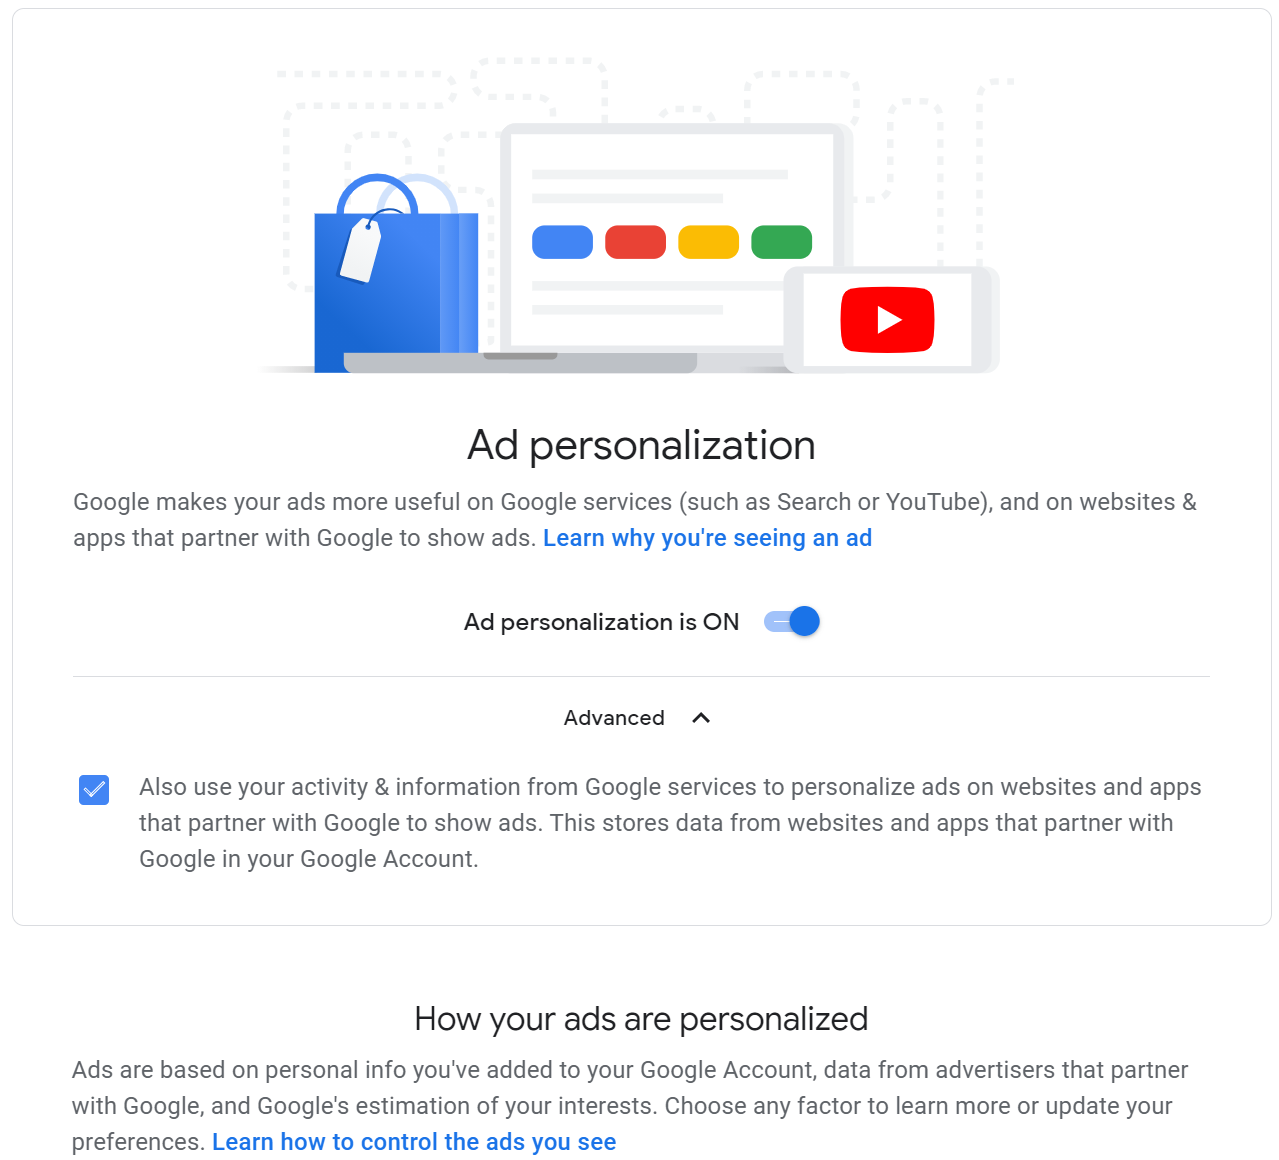 Ad personalization
Google makes your ads more useful on Google services (such as Search or YouTube), and on websites &
apps that partner with Google to show ads. Learn why you're seeing an ad
Ad personalization is ON
Advanced
Also use your activity & information from Google services to personalize ads on websites and apps
that partner with Google to show ads. This stores data from websites and apps that partner with
Google in your Google Account.
How your ads are personalized
Ads are based on personal info you've added to your Google Account, data from advertisers that partner
with Google, and Google's estimation of your interests. Choose any factor to learn more or update your
preferences. Learn how to control the ads you see